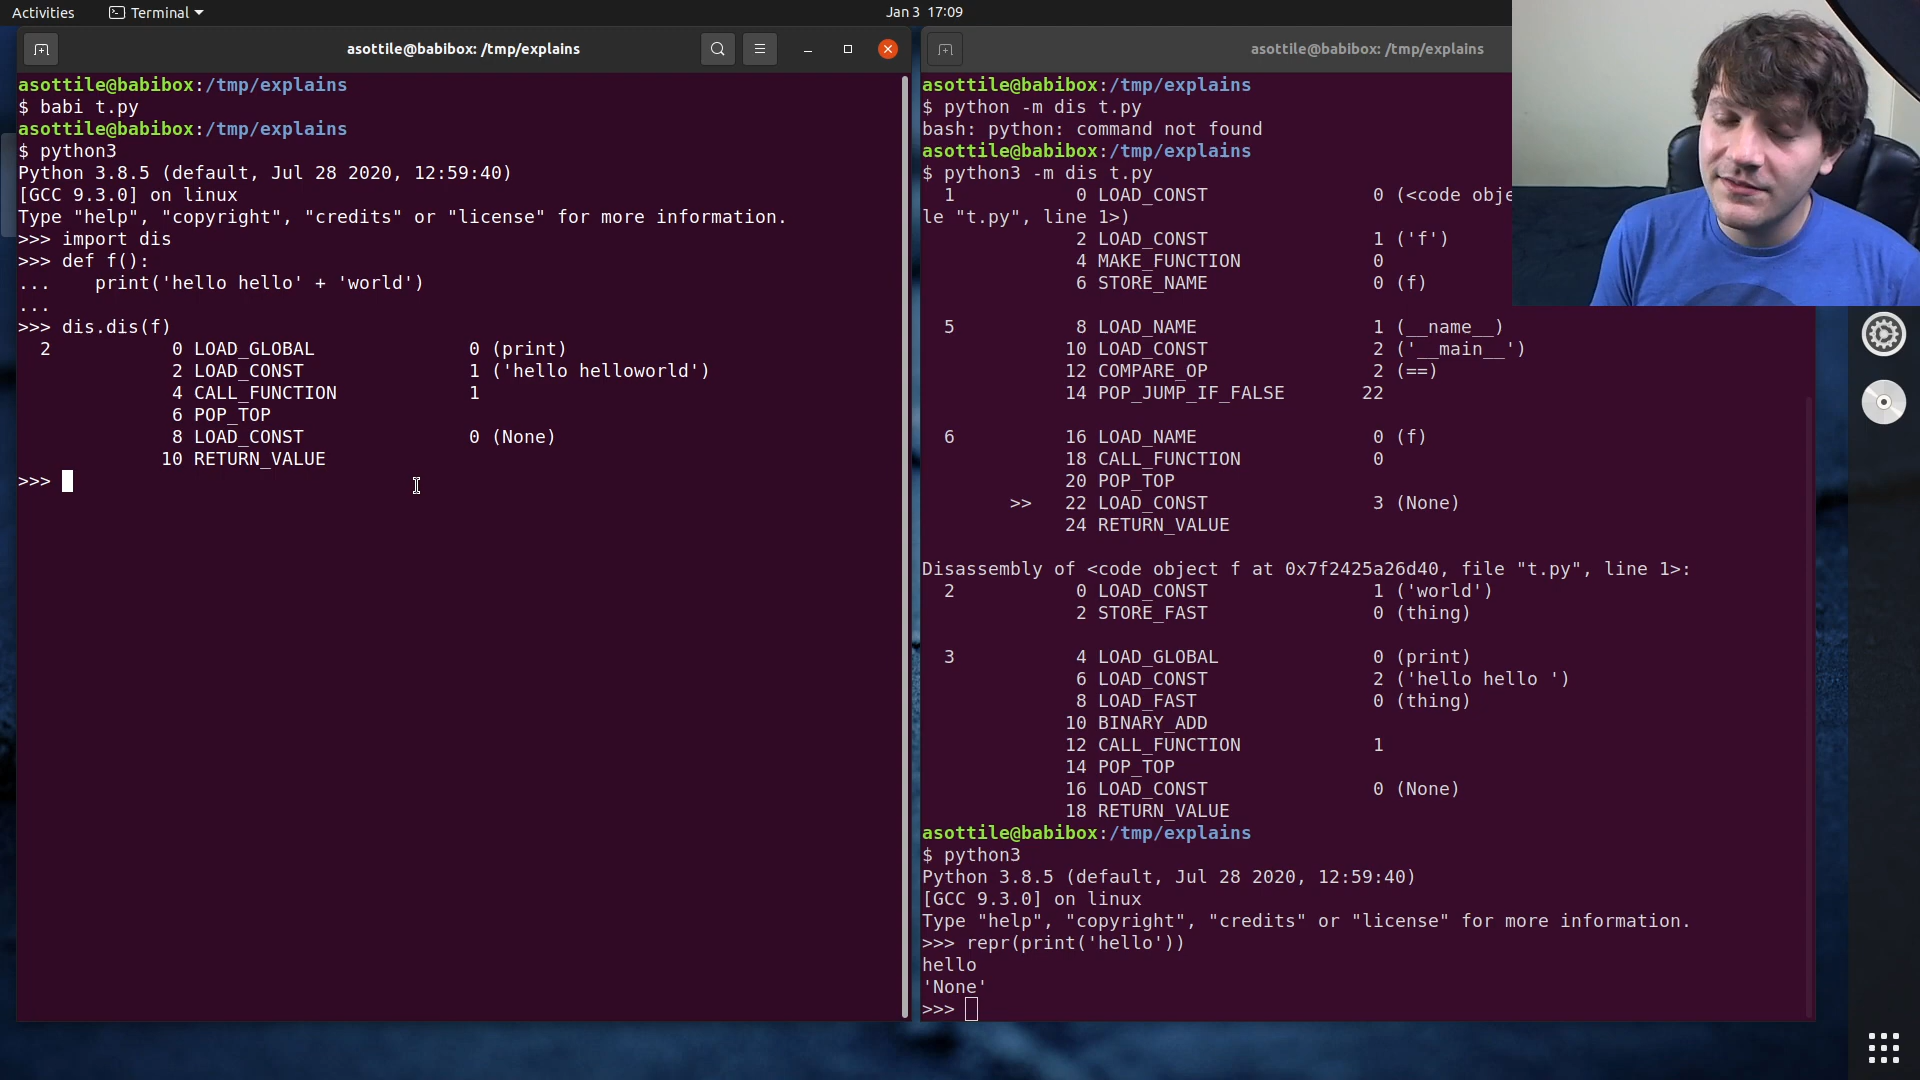 Activities
Terminal
Jan 3 17:09
asottile@babibox: /tmp/explains
asottile@babibox:/tmp/explains
$ babi t.py
asottile@babibox:/tmp/explains
$ python3
Python 3.8.5 (default, Jul 28 2020, 12:59:40)
[GCC 9.3.0] on linux
Type "help", "copyright", "credits" or "license" for more information.
>>> import dis
>>> def f():
...    print('hello hello' + 'world')
...
>>> dis.dis(f)
  2           0 LOAD_GLOBAL              0 (print)
              2 LOAD_CONST               1 ('hello helloworld')
              4 CALL_FUNCTION            1
              6 POP_TOP
              8 LOAD_CONST               0 (None)
             10 RETURN_VALUE
>>>
asottile@babibox: /tmp/explains
asottile@babibox:/tmp/explains
$ python -m dis t.py
bash: python: command not found
asottile@babibox:/tmp/explains
$ python3 -m dis t.py
  1           0 LOAD_CONST               0 (<code obje
le "t.py", line 1>)
              2 LOAD_CONST               1 ('f')
              4 MAKE_FUNCTION            0
              6 STORE_NAME               0 (f)
  5           8 LOAD_NAME                1 (__name__)
             10 LOAD_CONST               2 ('__main__')
             12 COMPARE_OP               2 (==)
             14 POP_JUMP_IF_FALSE       22
  6          16 LOAD_NAME                0 (f)
             18 CALL_FUNCTION            0
             20 POP_TOP
        >>   22 LOAD_CONST               3 (None)
             24 RETURN_VALUE
Disassembly of <code object f at 0x7f2425a26d40, file "t.py", line 1>:
  2           0 LOAD_CONST               1 ('world')
              2 STORE_FAST               0 (thing)
  3           4 LOAD_GLOBAL              0 (print)
              6 LOAD_CONST               2 ('hello hello ')
              8 LOAD_FAST                0 (thing)
             10 BINARY_ADD
             12 CALL_FUNCTION            1
             14 POP_TOP
             16 LOAD_CONST               0 (None)
             18 RETURN_VALUE
asottile@babibox:/tmp/explains
$ python3
Python 3.8.5 (default, Jul 28 2020, 12:59:40)
[GCC 9.3.0] on linux
Type "help", "copyright", "credits" or "license" for more information.
>>> repr(print('hello'))
hello
'None'
>>>